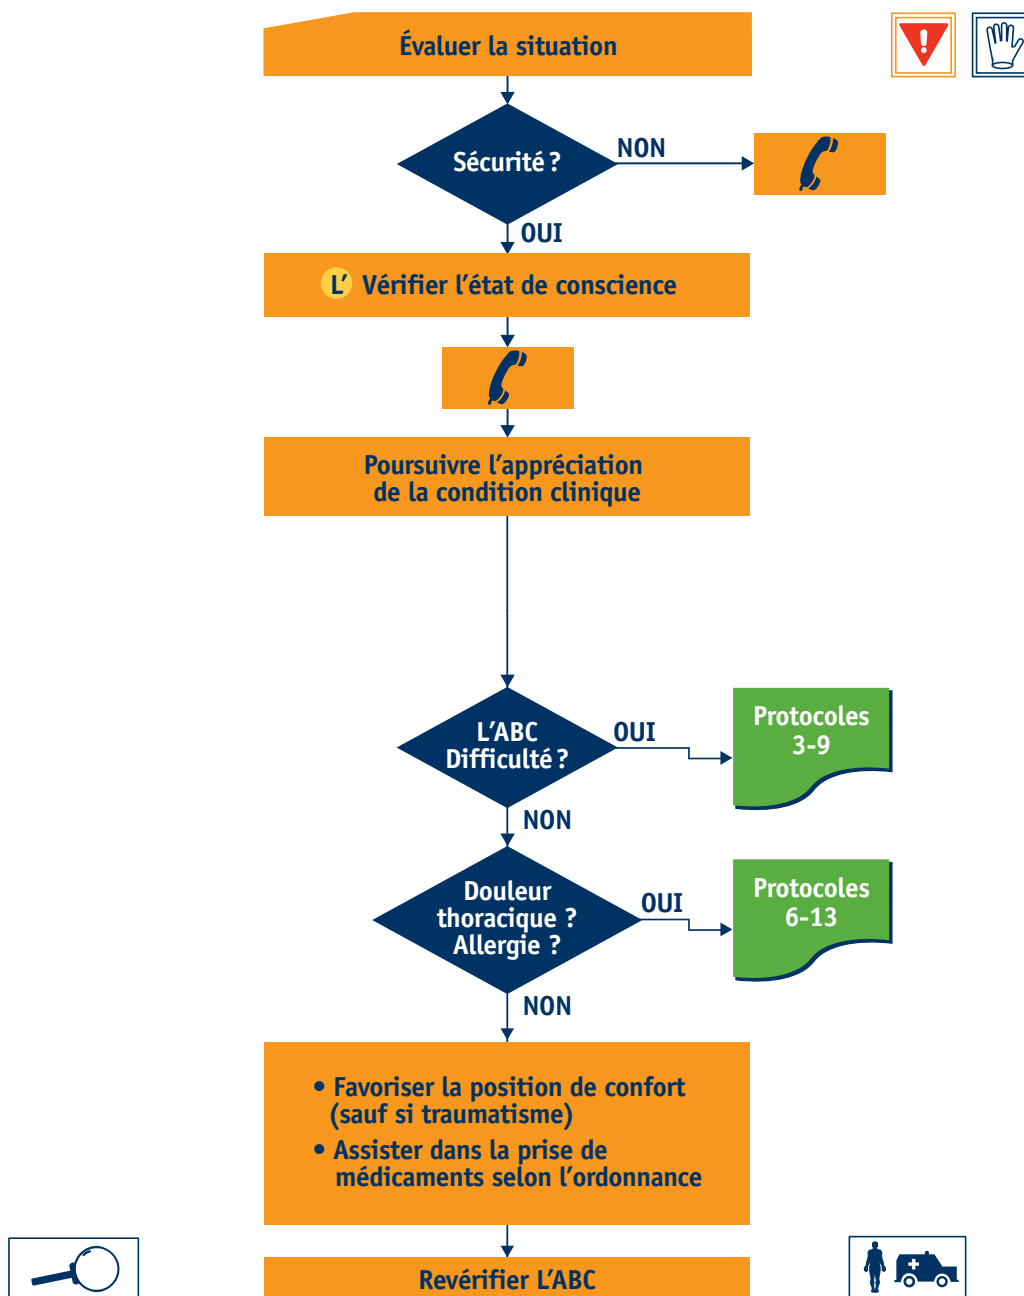 Évaluer la situation
!
Sécurité ?
NON
OUI
L' Vérifier l'état de conscience
Poursuivre l'appréciation
de la condition clinique
L'ABC
Difficulté ?
OUI
Protocoles
3-9
NON
Douleur
thoracique ?
Allergie ?
OUI
Protocoles
6-13
NON
• Favoriser la position de confort
(sauf si traumatisme)
• Assister dans la prise de
médicaments selon l'ordonnance
Revérifier L'ABC